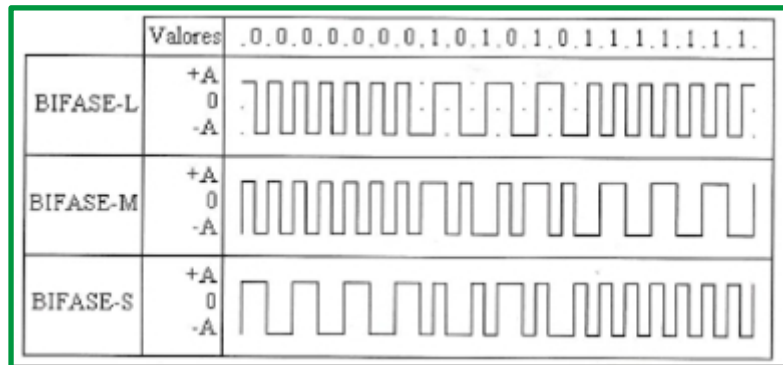 Valores .0.0.0.0.0.0.0.1.0.1.0.1.0.1.1.1.1.1.1.1.
BIFASE-L
+A
0
-A
BIFASE-M
+A
0
-A
BIFASE-S
+A
0
-A